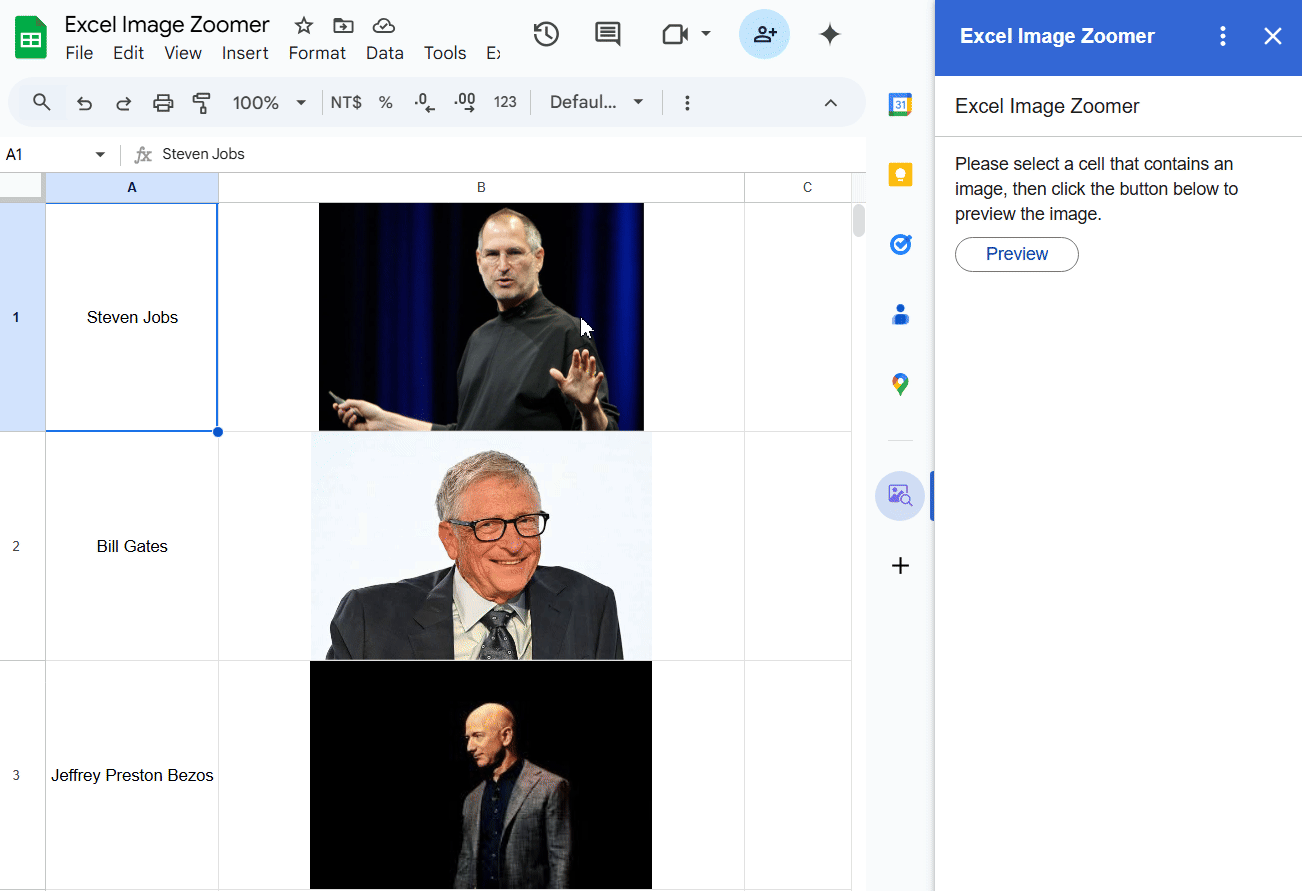 Excel Image Zoomer
File Edit View Insert Format Data Tools Ex
100% NT$ % .0 .00 123 Defaul...
A1 fx Steven Jobs
A B C
1 Steven Jobs
2 Bill Gates
3 Jeffrey Preston Bezos
31
Excel Image Zoomer
Excel Image Zoomer
Please select a cell that contains an
image, then click the button below to
preview the image.
Preview